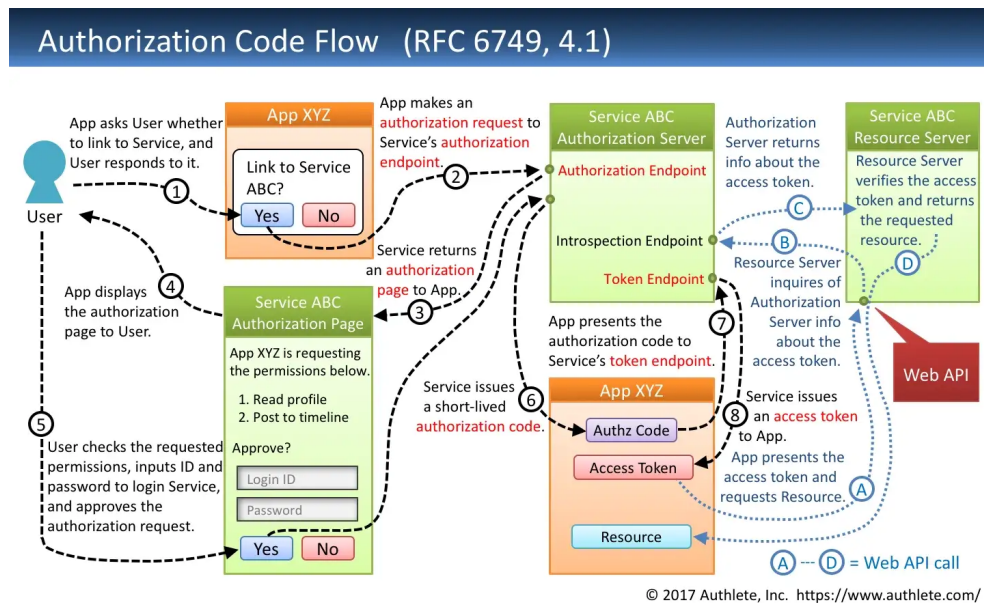 Authorization Code Flow (RFC 6749, 4.1)
App asks User whether
to link to Service, and
User responds to it.
1
User
App XYZ
Link to Service
ABC?
Yes
No
App makes an
authorization request to
Service's authorization
endpoint.
2
Service ABC
Authorization Server
Authorization Endpoint
Introspection Endpoint
Token Endpoint
Authorization
Server returns
info about the
access token.
C
B
Service ABC
Resource Server
Resource Server
verifies the access
token and returns
the requested
resource.
D
Service returns
an authorization
page to App.
3
4
App displays
the authorization
page to User.
Service ABC
Authorization Page
App XYZ is requesting
the permissions below.
1. Read profile
2. Post to timeline
Approve?
Login ID
Password
Yes
No
5
User checks the requested
permissions, inputs ID and
password to login Service,
and approves the
authorization request.
Resource Server
inquires of
Authorization
Server info
about the
access token.
Web API
App presents the
authorization code to
Service's token endpoint.
7
Service issues
a short-lived
authorization code.
6
App XYZ
Authz Code
Access Token
Resource
8
Service issues
an access token
to App.
App presents the
access token and
requests Resource.
A
A --- D = Web API call
© 2017 Authlete, Inc. https://www.authlete.com/